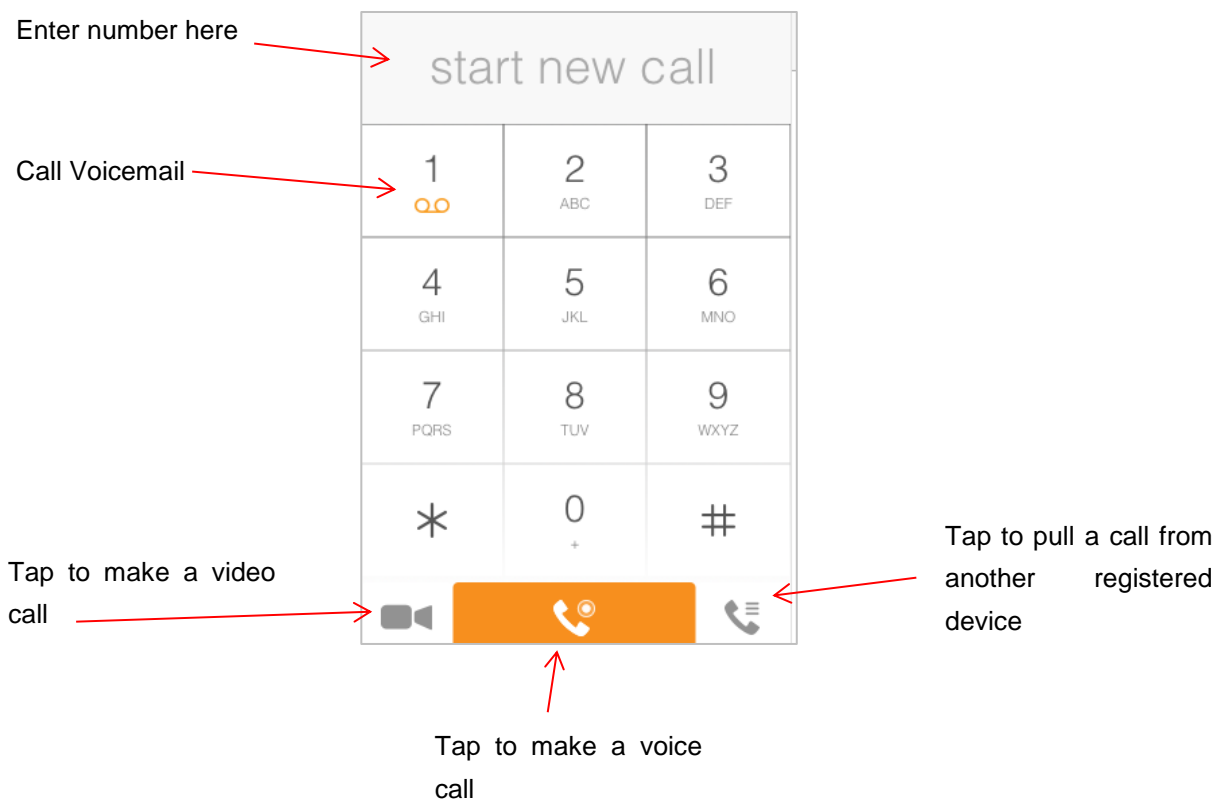 Enter number here
start new call
Call Voicemail
1
2
ABC
3
DEF
4
GHI
5
JKL
6
MNO
7
PQRS
8
TUV
9
WXYZ
*
0
+
#
Tap to make a video
call
Tap to pull a call from
another registered
device
Tap to make a voice
call